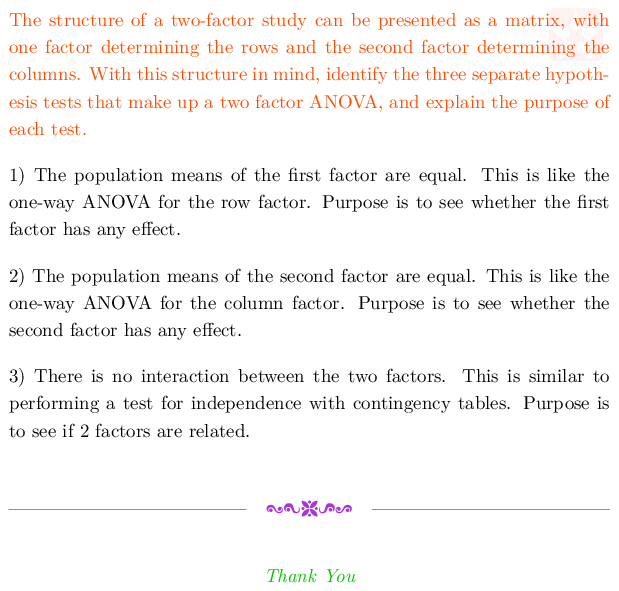 The structure of a two-factor study can be presented as a matrix, with
one factor determining the rows and the second factor determining the
columns. With this structure in mind, identify the three separate hypoth-
esis tests that make up a two factor ANOVA, and explain the purpose of
each test.
1) The population means of the first factor are equal. This is like the
one-way ANOVA for the row factor. Purpose is to see whether the first
factor has any effect.
2) The population means of the second factor are equal. This is like the
one-way ANOVA for the column factor. Purpose is to see whether the
second factor has any effect.
3) There is no interaction between the two factors. This is similar to
performing a test for independence with contingency tables. Purpose is
to see if 2 factors are related.
Thank You